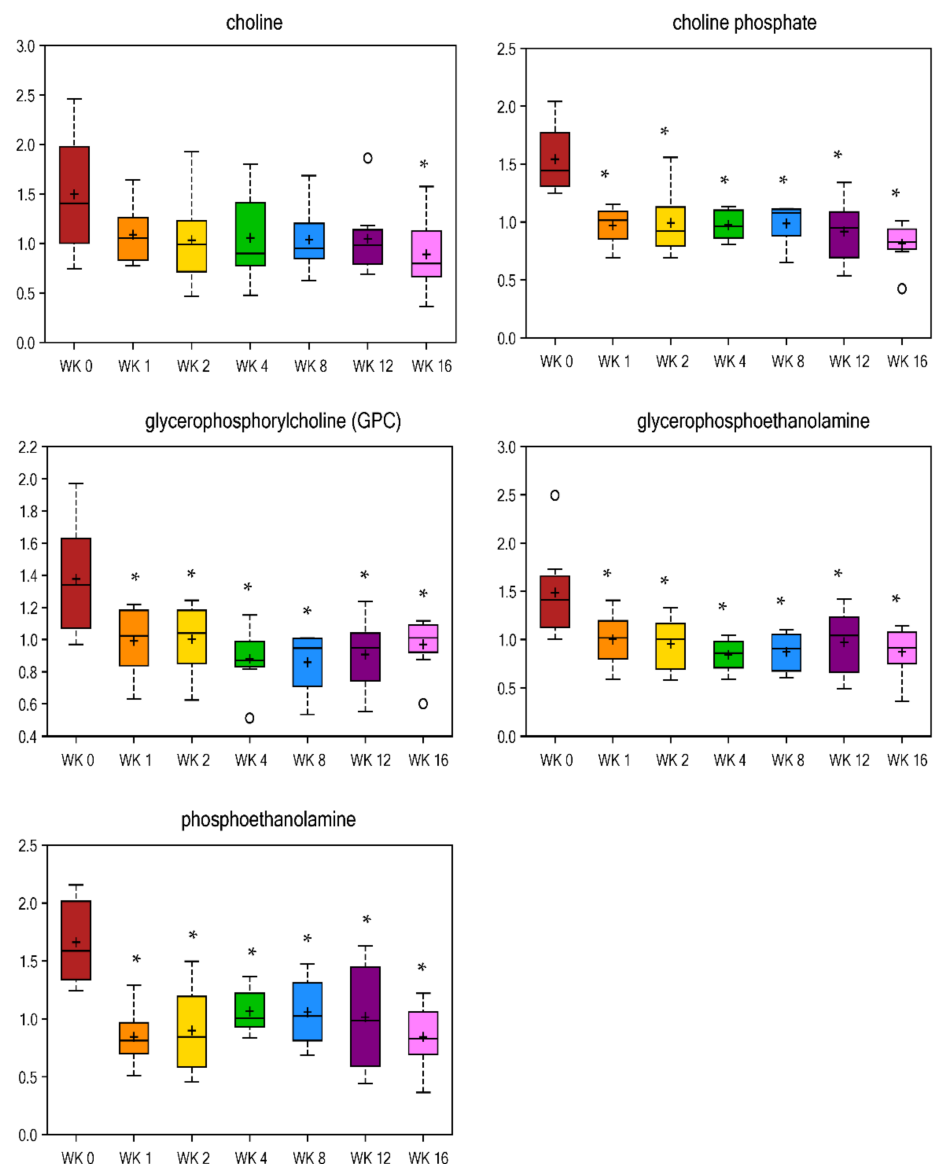 choline
3.0
2.5
2.0
1.5
1.0
0.5
0.0
*
WK 0 WK 1 WK 2 WK 4 WK 8 WK 12 WK 16
choline phosphate
2.5
2.0
1.5
1.0
0.5
0.0
* * * * * *
WK 0 WK 1 WK 2 WK 4 WK 8 WK 12 WK 16
glycerophosphorylcholine (GPC)
2.2
2.0
1.8
1.6
1.4
1.2
1.0
0.8
0.6
0.4
* * * * * *
WK 0 WK 1 WK 2 WK 4 WK 8 WK 12 WK 16
glycerophosphoethanolamine
3.0
2.5
2.0
1.5
1.0
0.5
0.0
* * * * * *
WK 0 WK 1 WK 2 WK 4 WK 8 WK 12 WK 16
phosphoethanolamine
2.5
2.0
1.5
1.0
0.5
0.0
* * * * * *
WK 0 WK 1 WK 2 WK 4 WK 8 WK 12 WK 16